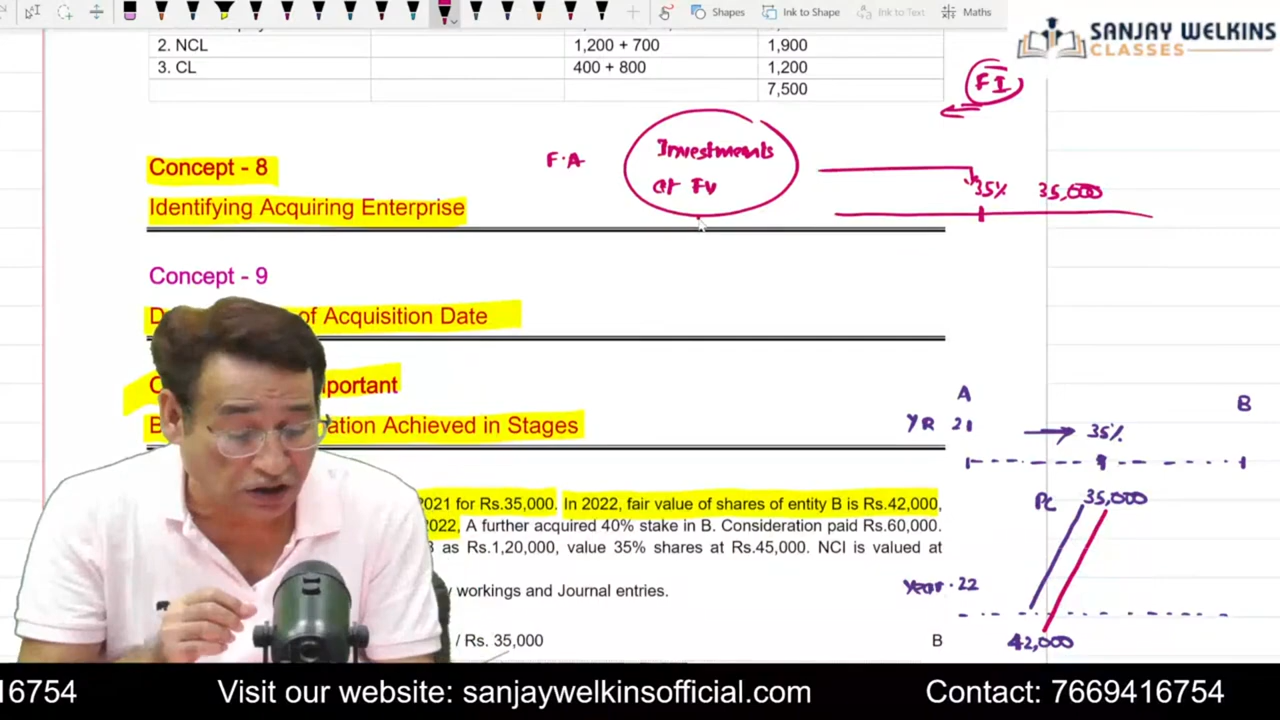 Shapes Ink to Shape Ink to Text Maths
SANJAY WELKINS
CLASSES
2. NCL 1,200 + 700 1,900
3. CL 400 + 800 1,200
7,500
FI
Concept - 8
F.A Investments
at FV
35% 35,000
Identifying Acquiring Enterprise
Concept - 9
of Acquisition Date
portant
ation Achieved in Stages
A B
YR 21 35%
2021 for Rs.35,000. In 2022, fair value of shares of entity B is Rs.42,000,
2022, A further acquired 40% stake in B. Consideration paid Rs.60,000.
as Rs.1,20,000, value 35% shares at Rs.45,000. NCI is valued at
PC 35,000
workings and Journal entries.
Year 22
/ Rs. 35,000 B
42,000
16754 Visit our website: sanjaywelkinsofficial.com Contact: 7669416754